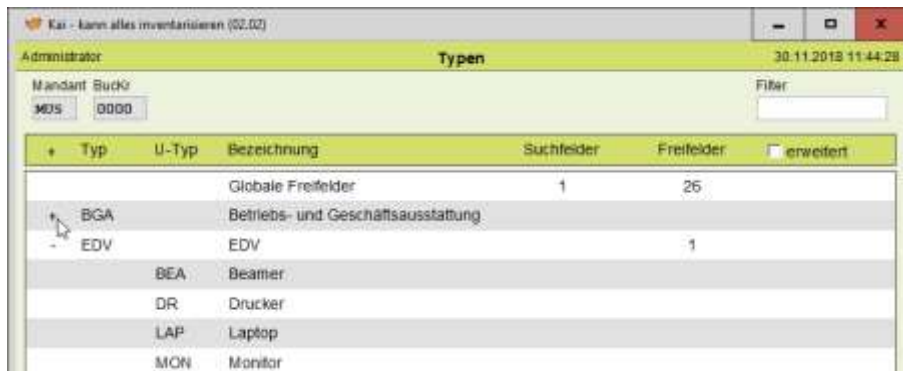 Kai - kann alles inventarisieren (02.02)
Administrator Typen 30.11.2018 11:44:28
Mandant BucKr Filter
MDS 0000
+ Typ U-Typ Bezeichnung Suchfelder Freifelder erweitert
Globale Freifelder 1 26
+ BGA Betriebs- und Geschäftsausstattung
- EDV EDV 1
BEA Beamer
DR Drucker
LAP Laptop
MON Monitor